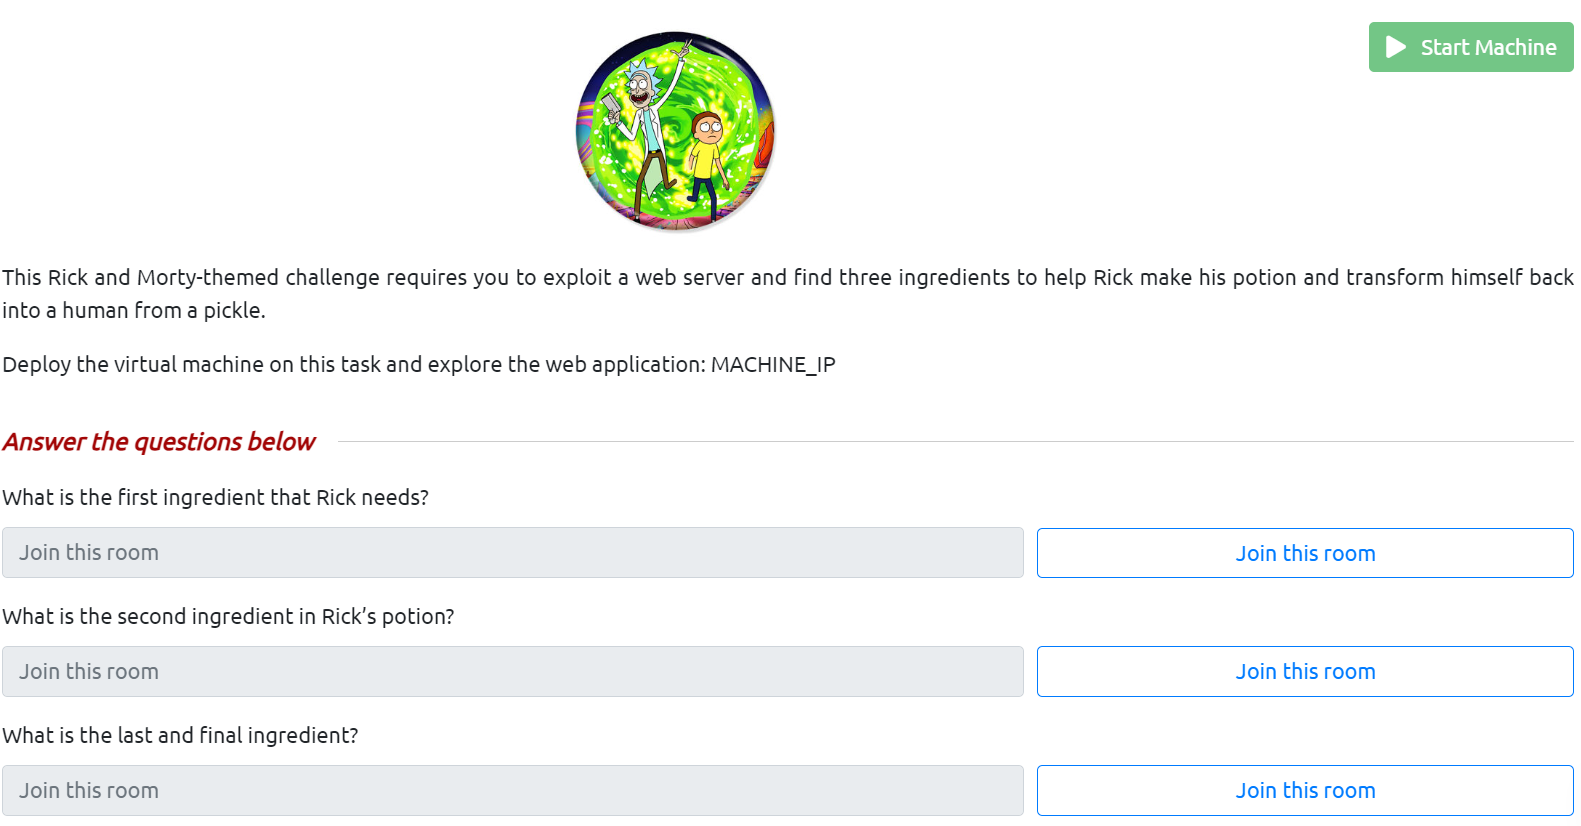 Start Machine
This Rick and Morty-themed challenge requires you to exploit a web server and find three ingredients to help Rick make his potion and transform himself back
into a human from a pickle.
Deploy the virtual machine on this task and explore the web application: MACHINE_IP
Answer the questions below
What is the first ingredient that Rick needs?
Join this room
Join this room
What is the second ingredient in Rick’s potion?
Join this room
Join this room
What is the last and final ingredient?
Join this room
Join this room